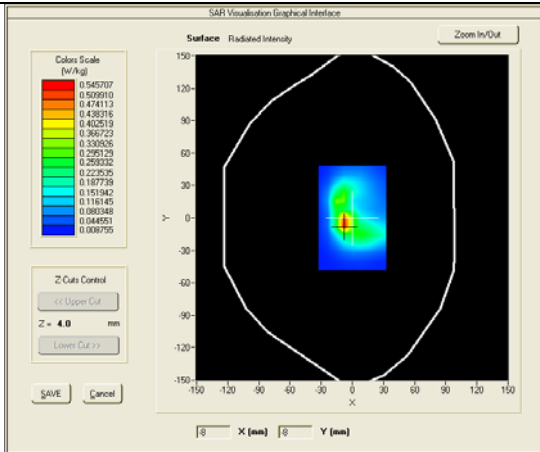 SAR Visualisation Graphical Interface
Surface Radiated Intensity
Zoom In/Out
Colors Scale
(W/kg)
0.545707
0.509910
0.474113
0.438316
0.402519
0.366723
0.330926
0.295129
0.259332
0.223535
0.187739
0.151942
0.116145
0.080348
0.044551
0.008755
150
120
90
60
30
0
-30
-60
-90
-120
-150
Y
-150 -120 -90 -60 -30 0 30 60 90 120 150
X
Z-Cuts Control
<< Upper Cut
Z = 4.0 mm
Lower Cut >>
SAVE Cancel
-8 X (mm) -8 Y (mm)